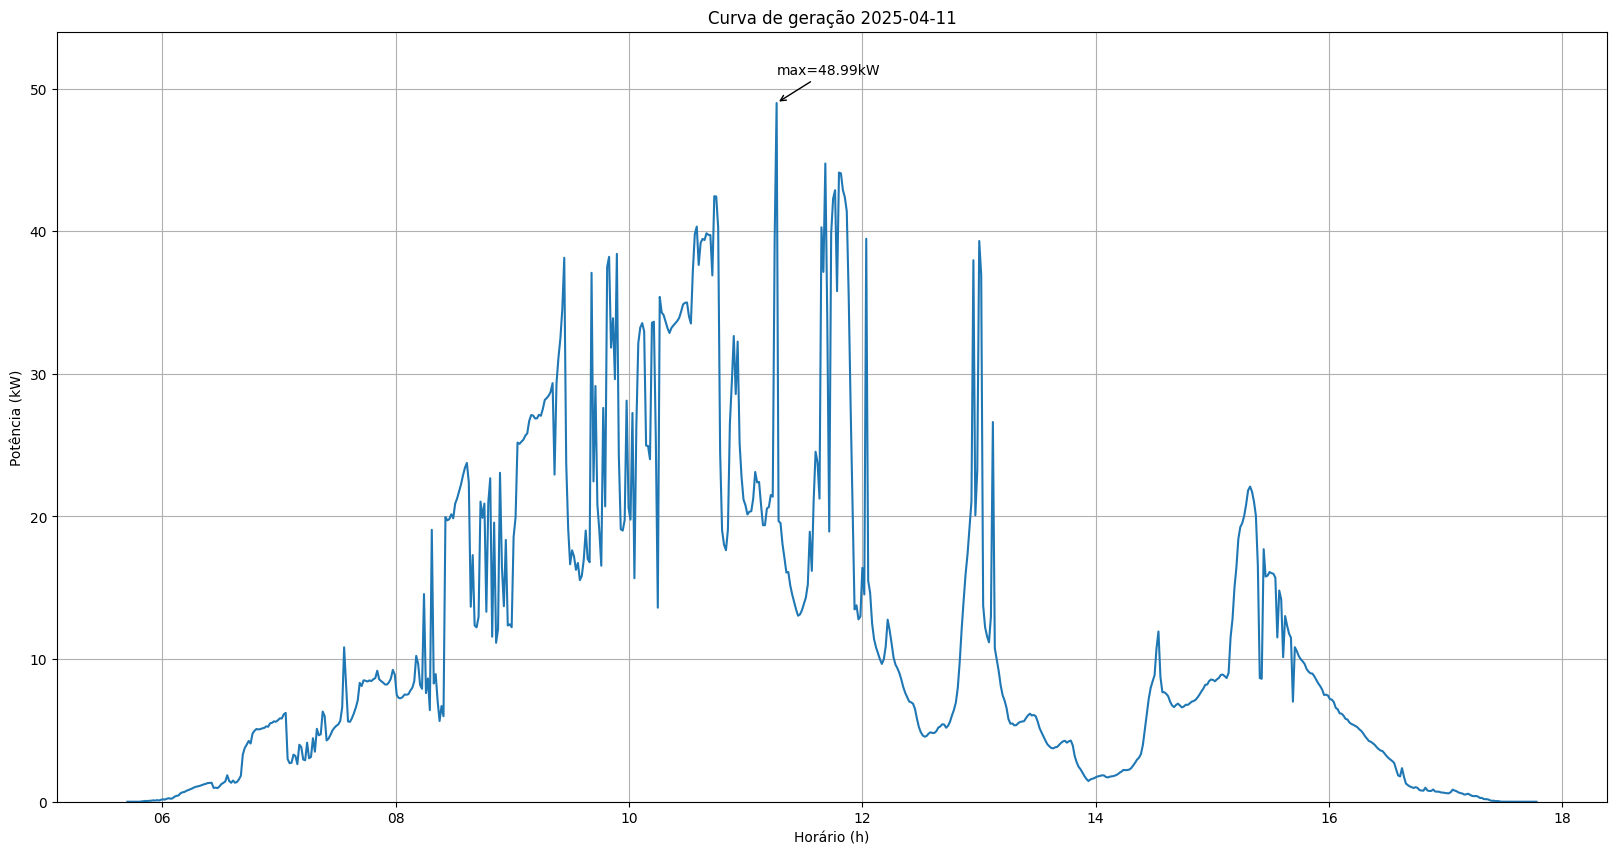 Curva de geração 2025-04-11
max=48.99kW
50
40
30
20
10
0
Potência (kW)
06 08 10 12 14 16 18
Horário (h)